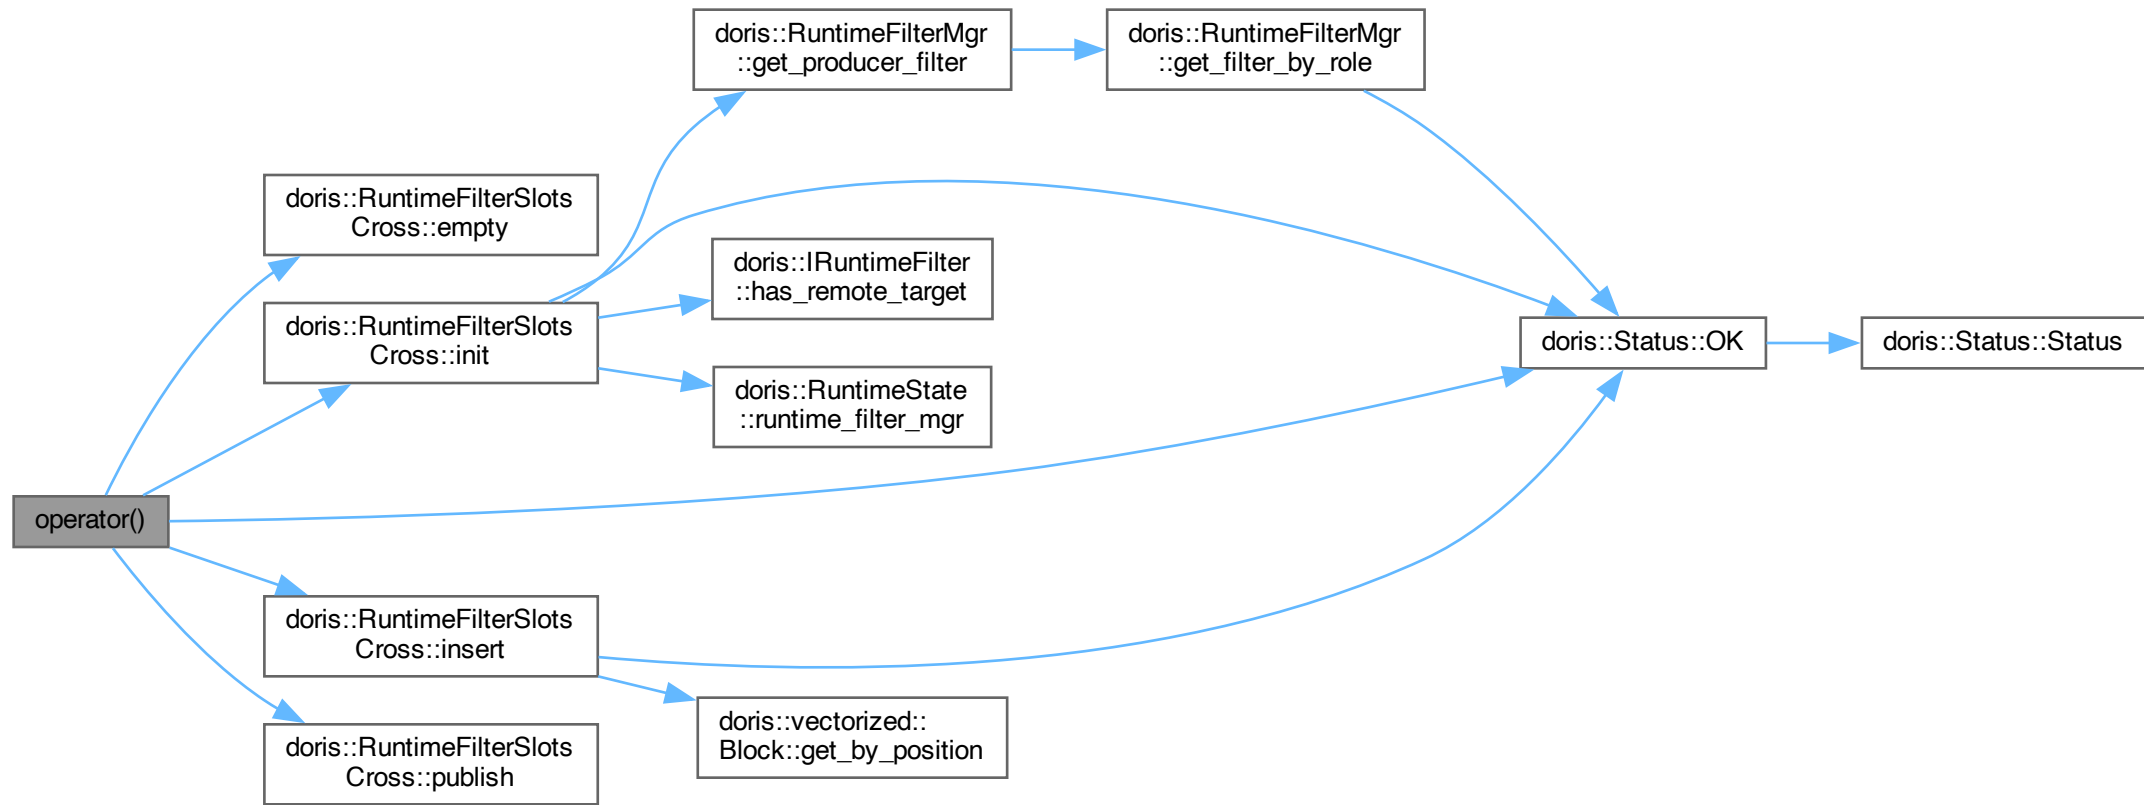 doris::RuntimeFilterMgr
::get_producer_filter
doris::RuntimeFilterMgr
::get_filter_by_role
doris::RuntimeFilterSlots
Cross::empty
doris::IRuntimeFilter
::has_remote_target
doris::RuntimeFilterSlots
Cross::init
doris::Status::OK
doris::Status::Status
doris::RuntimeState
::runtime_filter_mgr
operator()
doris::RuntimeFilterSlots
Cross::insert
doris::vectorized::
Block::get_by_position
doris::RuntimeFilterSlots
Cross::publish